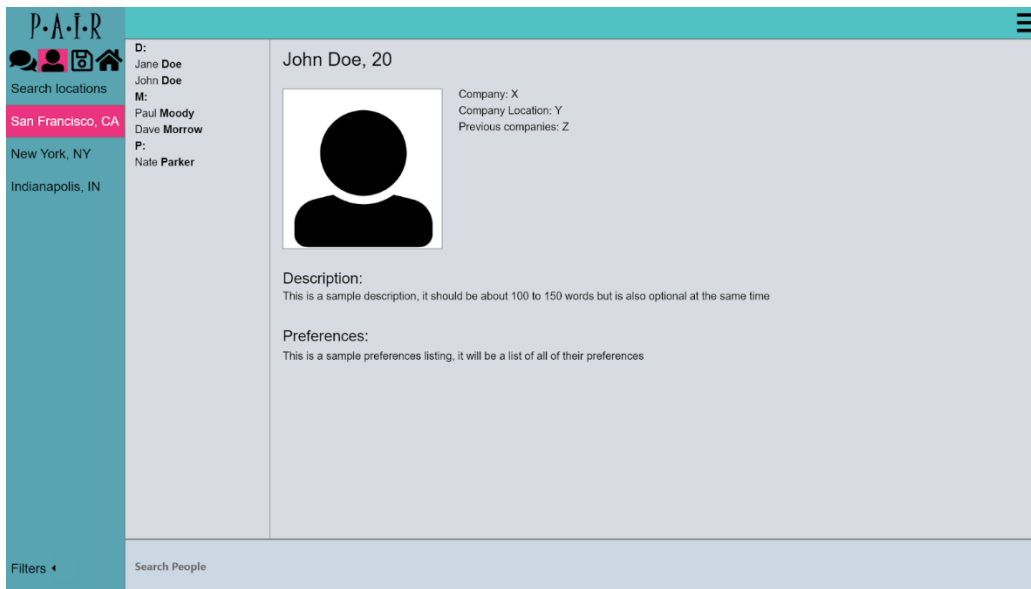 P•A•Ī•R
Search locations
San Francisco, CA
New York, NY
Indianapolis, IN
Filters
D:
Jane Doe
John Doe
M:
Paul Moody
Dave Morrow
P:
Nate Parker
John Doe, 20
Company: X
Company Location: Y
Previous companies: Z
Description:
This is a sample description, it should be about 100 to 150 words but is also optional at the same time
Preferences:
This is a sample preferences listing, it will be a list of all of their preferences
Search People